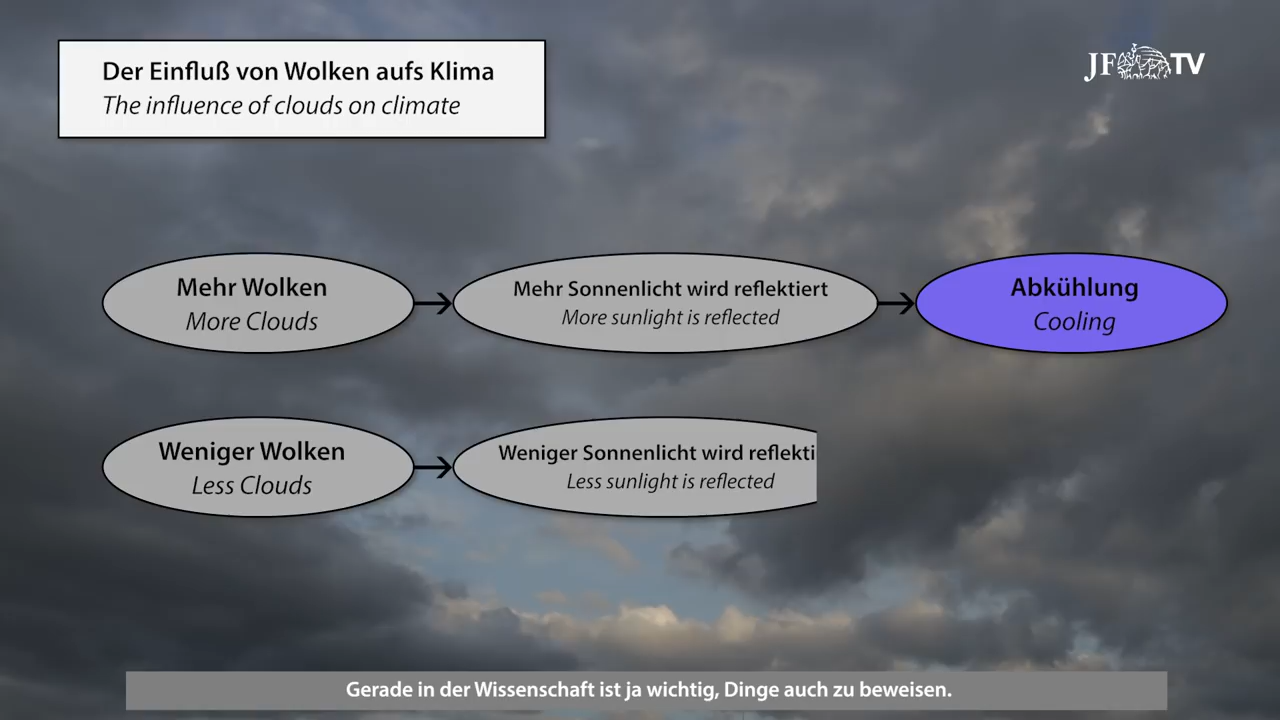 Der Einfluß von Wolken aufs Klima
The influence of clouds on climate
JF TV
Mehr Wolken
More Clouds
Mehr Sonnenlicht wird reflektiert
More sunlight is reflected
Abkühlung
Cooling
Weniger Wolken
Less Clouds
Weniger Sonnenlicht wird reflekti
Less sunlight is reflected
Gerade in der Wissenschaft ist ja wichtig, Dinge auch zu beweisen.